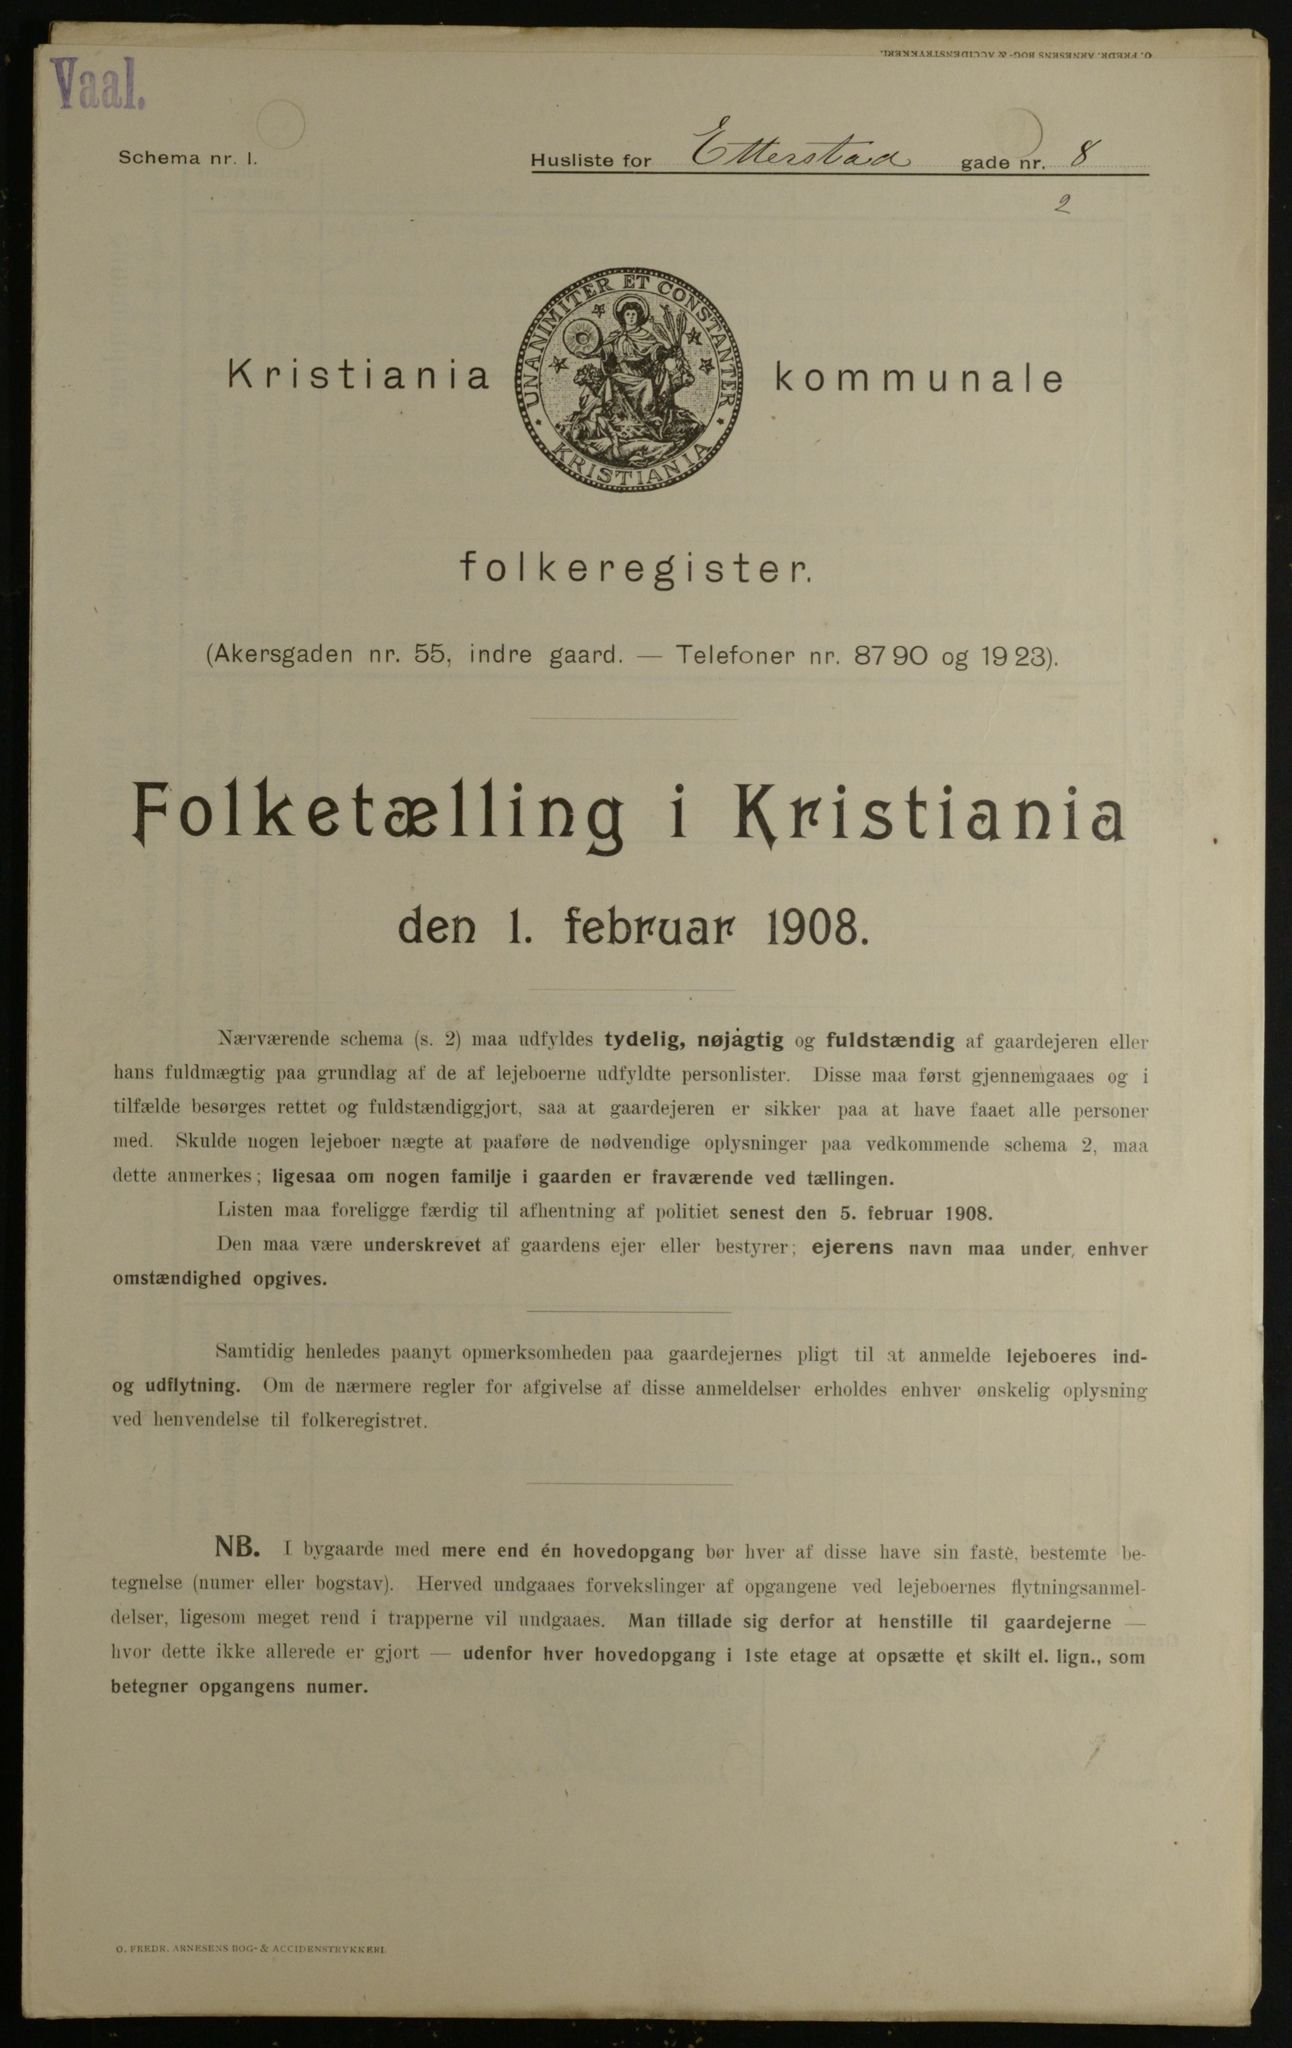 O. FREDR. ARNESENS BOG- & ACCIDENSTRYKKERI.
Vaal.
Schema nr. 1.
Husliste for Etterstad gade nr. 8
2
UNANIMITER ET CONSTANTER
KRISTIANIA
Kristiania kommunale
folkeregister.
(Akersgaden nr. 55, indre gaard. — Telefoner nr. 87 90 og 19 23).
Folketælling i Kristiania
den 1. februar 1908.
Nærværende schema (s. 2) maa udfyldes tydelig, nøjagtig og fuldstændig af gaardejeren eller
hans fuldmægtig paa grundlag af de af lejeboerne udfyldte personlister. Disse maa først gjennemgaaes og i
tilfælde besørges rettet og fuldstændiggjort, saa at gaardejeren er sikker paa at have faaet alle personer
med. Skulde nogen lejeboer nægte at paaføre de nødvendige oplysninger paa vedkommende schema 2, maa
dette anmerkes; ligesaa om nogen familje i gaarden er fraværende ved tællingen.
Listen maa foreligge færdig til afhentning af politiet senest den 5. februar 1908.
Den maa være underskrevet af gaardens ejer eller bestyrer; ejerens navn maa under enhver
omstændighed opgives.
Samtidig henledes paanyt opmerksomheden paa gaardejernes pligt til at anmelde lejeboeres ind-
og udflytning. Om de nærmere regler for afgivelse af disse anmeldelser erholdes enhver ønskelig oplysning
ved henvendelse til folkeregistret.
NB. I bygaarde med mere end én hovedopgang bør hver af disse have sin faste, bestemte be-
tegnelse (numer eller bogstav). Herved undgaaes forvekslinger af opgangene ved lejeboernes flytningsanmel-
delser, ligesom meget rend i trapperne vil undgaaes. Man tillade sig derfor at henstille til gaardejerne —
hvor dette ikke allerede er gjort — udenfor hver hovedopgang i 1ste etage at opsætte et skilt el. lign., som
betegner opgangens numer.
O. FREDR. ARNESENS BOG- & ACCIDENSTRYKKERI.